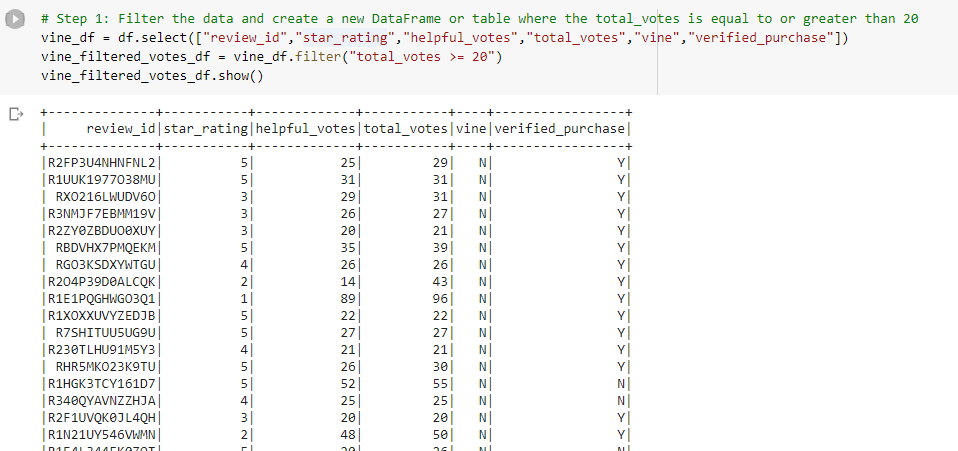 # Step 1: Filter the data and create a new DataFrame or table where the total_votes is equal to or greater than 20
vine_df = df.select(["review_id","star_rating","helpful_votes","total_votes","vine","verified_purchase"])
vine_filtered_votes_df = vine_df.filter("total_votes >= 20")
vine_filtered_votes_df.show()
+--------------+-----------+-------------+-----------+----+-----------------+
|     review_id|star_rating|helpful_votes|total_votes|vine|verified_purchase|
+--------------+-----------+-------------+-----------+----+-----------------+
|R2FP3U4NHNFNL2|          5|           25|         29|   N|                Y|
|R1UUK1977O38MU|          5|           31|         31|   N|                Y|
| RXO216LWUDV6O|          3|           29|         31|   N|                Y|
|R3NMJF7EBMM19V|          3|           26|         27|   N|                Y|
|R2ZY0ZBDUO0XUY|          3|           20|         21|   N|                Y|
| RBDVHX7PMQEKM|          5|           35|         39|   N|                Y|
| RGO3KSDXYWTGU|          4|           26|         26|   N|                Y|
|R2O4P39D0ALCQK|          2|           14|         43|   N|                Y|
|R1E1PQGHWGO3Q1|          1|           89|         96|   N|                Y|
|R1XOXXUVYZEDJB|          5|           22|         22|   N|                Y|
| R7SHITUU5UG9U|          5|           27|         27|   N|                Y|
|R230TLHU91M5Y3|          4|           21|         21|   N|                Y|
| RHR5MKO23K9TU|          5|           26|         30|   N|                Y|
|R1HGK3TCY161D7|          5|           52|         55|   N|                N|
|R340QYAVNZZHJA|          4|           25|         25|   N|                N|
|R2F1UVQK0JL4QH|          3|           20|         20|   N|                Y|
|R1N21UY546VWMN|          2|           48|         50|   N|                Y|